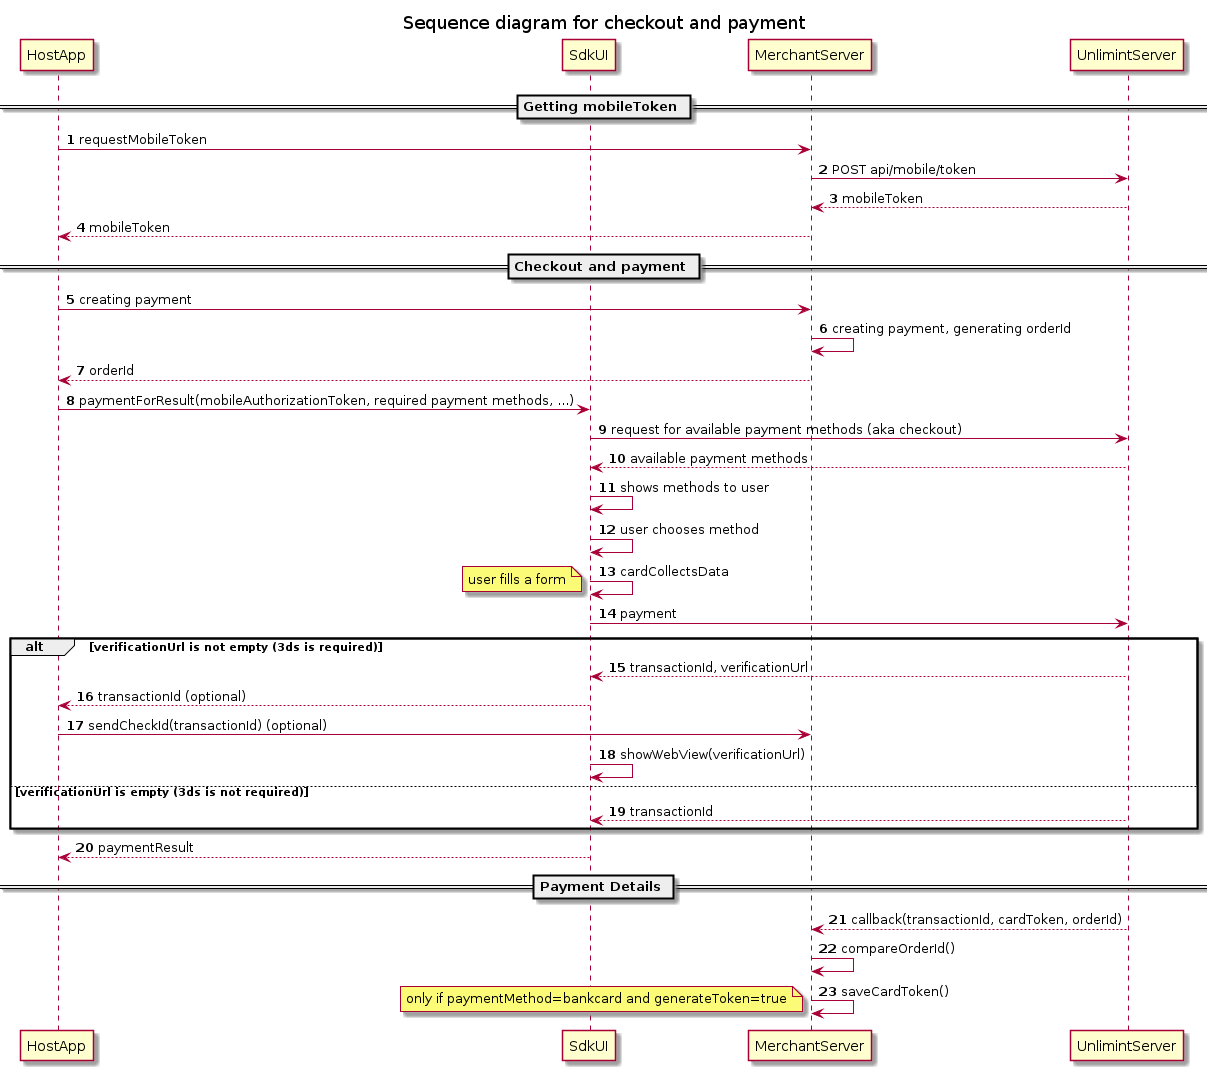 Sequence diagram for checkout and payment
HostApp SdkUI MerchantServer UnlimintServer
Getting mobileToken
1 requestMobileToken
2 POST api/mobile/token
3 mobileToken
4 mobileToken
Checkout and payment
5 creating payment
6 creating payment, generating orderId
7 orderId
8 paymentForResult(mobileAuthorizationToken, required payment methods, ...)
9 request for available payment methods (aka checkout)
10 available payment methods
11 shows methods to user
12 user chooses method
13 cardCollectsData
user fills a form
14 payment
alt [verificationUrl is not empty (3ds is required)]
15 transactionId, verificationUrl
16 transactionId (optional)
17 sendCheckId(transactionId) (optional)
18 showWebView(verificationUrl)
[verificationUrl is empty (3ds is not required)]
19 transactionId
20 paymentResult
Payment Details
21 callback(transactionId, cardToken, orderId)
22 compareOrderId()
23 saveCardToken()
only if paymentMethod=bankcard and generateToken=true
HostApp SdkUI MerchantServer UnlimintServer